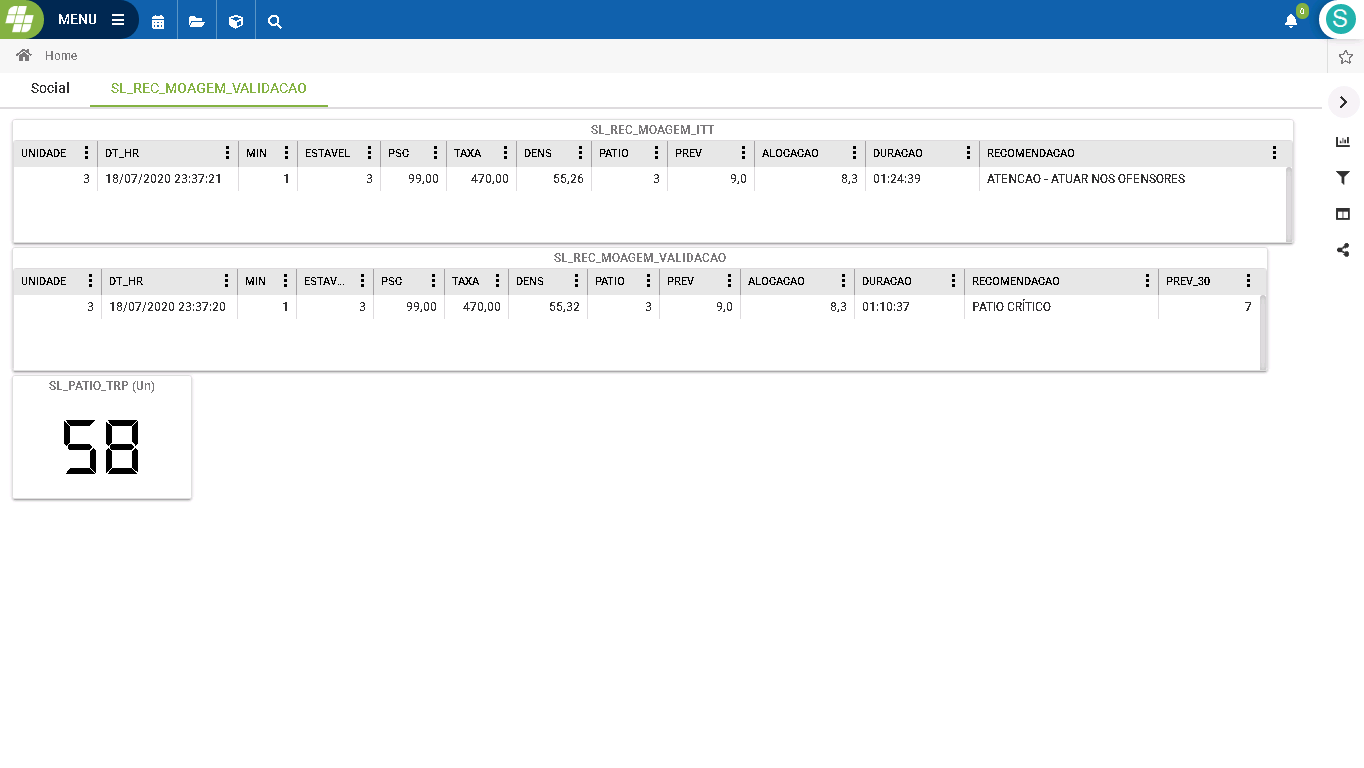 MENU
0
S
Home
Social SL_REC_MOAGEM_VALIDACAO
SL_REC_MOAGEM_ITT
UNIDADE DT_HR MIN ESTAVEL PSC TAXA DENS PATIO PREV ALOCACAO DURACAO RECOMENDACAO
3 18/07/2020 23:37:21 1 3 99,00 470,00 55,26 3 9,0 8,3 01:24:39 ATENCAO - ATUAR NOS OFENSORES
SL_REC_MOAGEM_VALIDACAO
UNIDADE DT_HR MIN ESTAV... PSC TAXA DENS PATIO PREV ALOCACAO DURACAO RECOMENDACAO PREV_30
3 18/07/2020 23:37:20 1 3 99,00 470,00 55,32 3 9,0 8,3 01:10:37 PATIO CRÍTICO 7
SL_PATIO_TRP (Un)
58